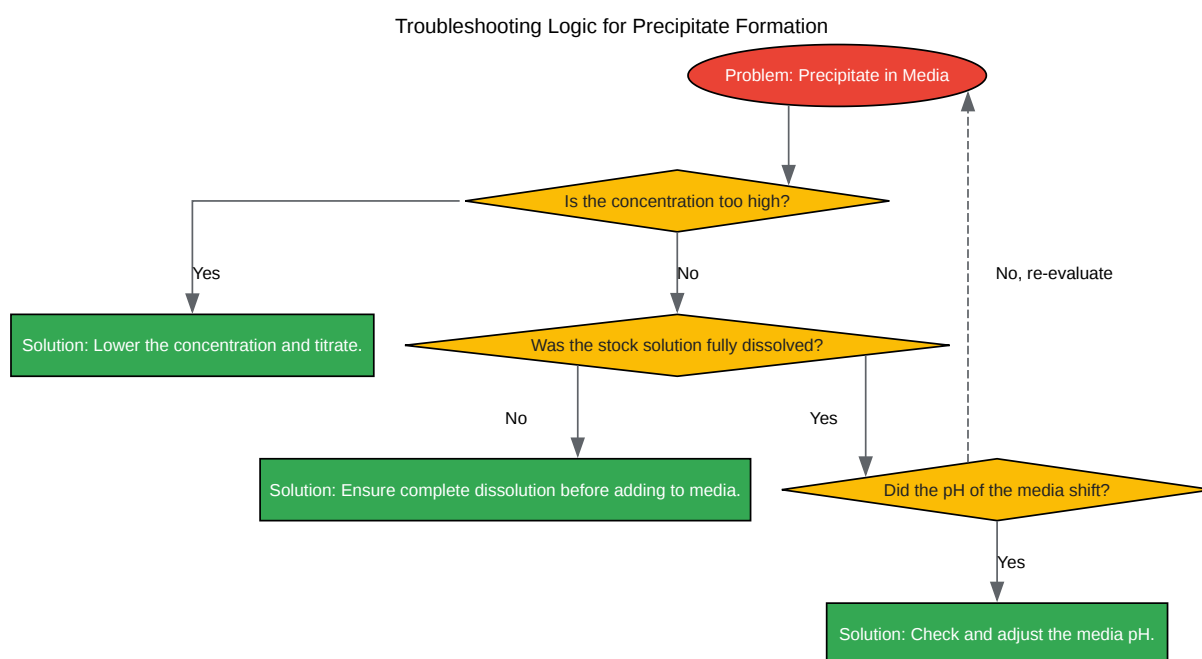 Troubleshooting Logic for Precipitate Formation
Problem: Precipitate in Media
Is the concentration too high?
Yes
No
No, re-evaluate
Solution: Lower the concentration and titrate.
Was the stock solution fully dissolved?
No
Yes
Solution: Ensure complete dissolution before adding to media.
Did the pH of the media shift?
Yes
Solution: Check and adjust the media pH.